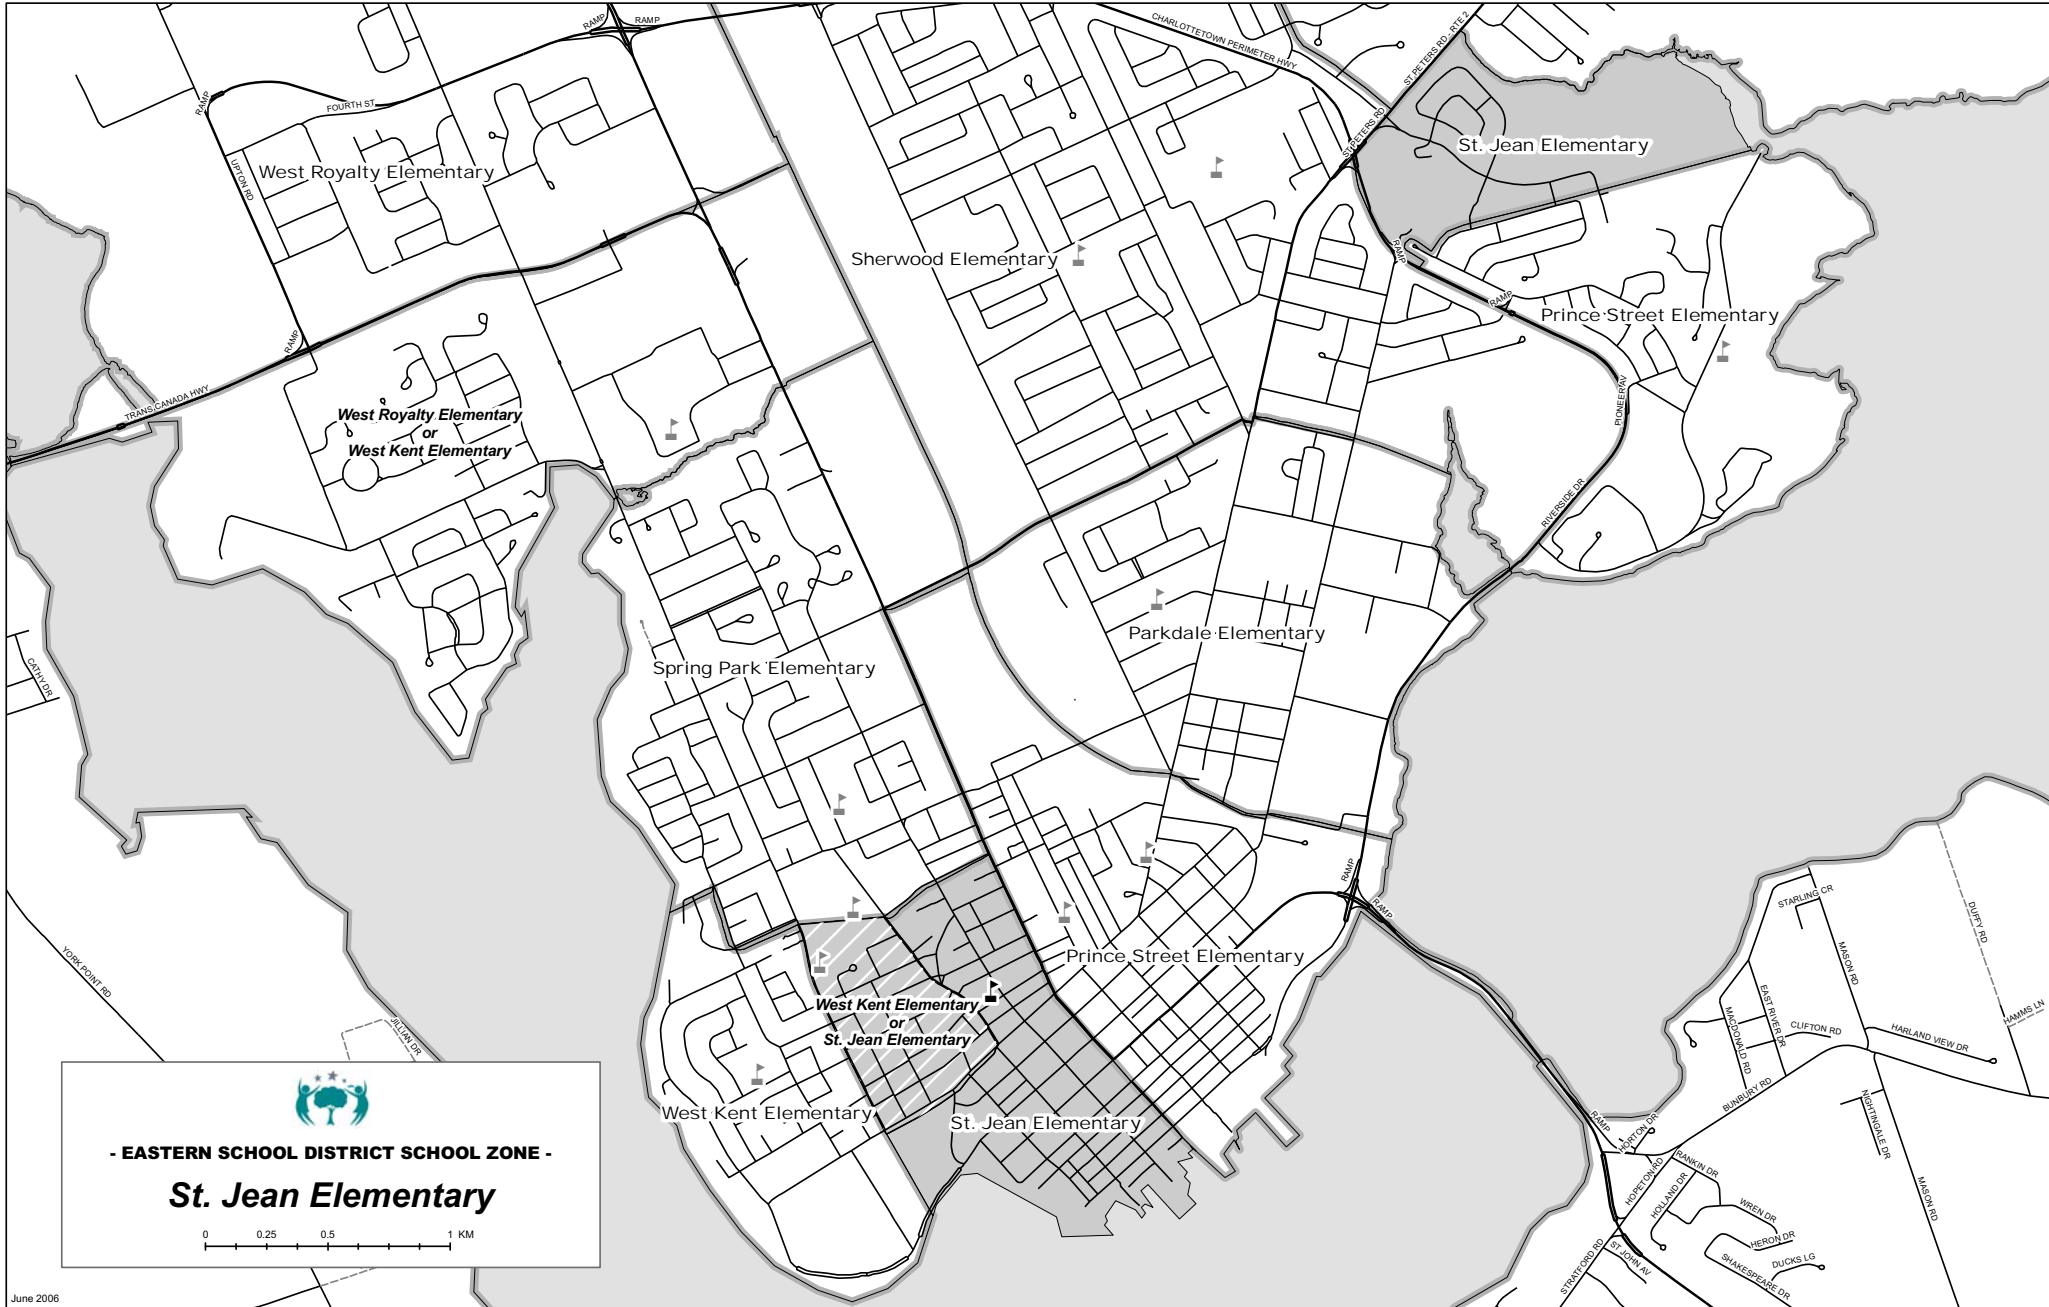 RAMP
RAMP
CHARLOTTETOWN PERIMETER HWY
ST PETERS RD - RTE 2
RAMP
FOURTH ST
ST PETERS RD
St. Jean Elementary
UPTON RD
West Royalty Elementary
Sherwood Elementary
RAMP
RAMP
Prince Street Elementary
RAMP
TRANS CANADA HWY
West Royalty Elementary
or
West Kent Elementary
PIONEER AV
RIVERSIDE DR
Parkdale Elementary
Spring Park Elementary
CATHY DR
RAMP
RAMP
STARLING CR
DUFFY RD
MASON RD
YORK POINT RD
Prince Street Elementary
West Kent Elementary
or
St. Jean Elementary
EAST RIVER DR
MACDONALD RD
CLIFTON RD
HARLAND VIEW DR
HAMMS LN
JILLIAN DR
BUNBURY RD
West Kent Elementary
St. Jean Elementary
RAMP
HORTON DR
NIGHTINGALE DR
RANKIN DR
HOPETON RD
HOLLAND DR
MASON RD
WREN DR
HERON DR
ST JOHN AV
STRATFORD RD
SHAKESPEARE DR
DUCKS LG
- EASTERN SCHOOL DISTRICT SCHOOL ZONE -
St. Jean Elementary
0 0.25 0.5 1 KM
June 2006